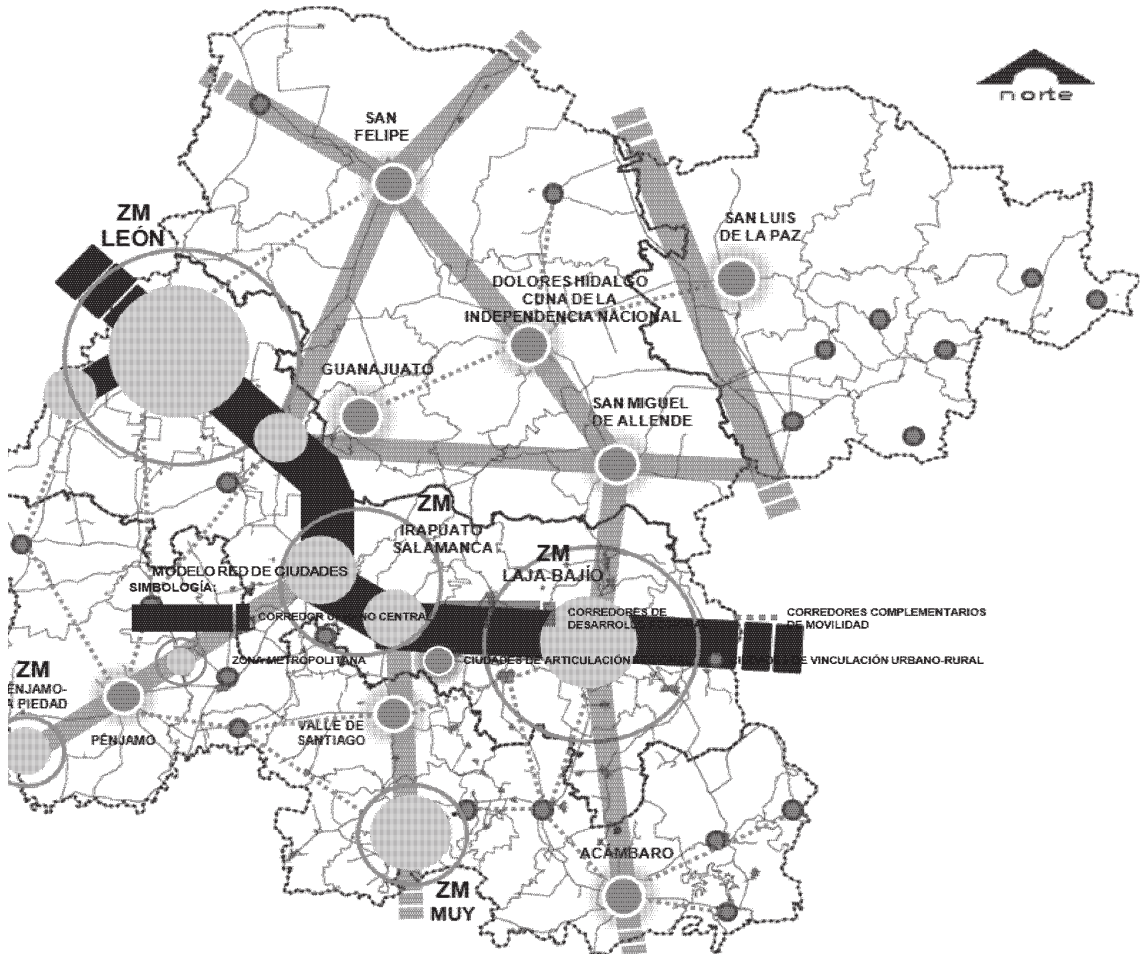 norte
SAN
FELIPE
ZM
LEÓN
SAN LUIS
DE LA PAZ
DOLORES HIDALGO
CUNA DE LA
INDEPENDENCIA NACIONAL
GUANAJUATO
SAN MIGUEL
DE ALLENDE
ZM
IRAPUATO
SALAMANCA
ZM
LAJA-BAJÍO
MODELO RED DE CIUDADES
SIMBOLOGÍA:
CORREDOR URBANO CENTRAL
CORREDORES DE
DESARROLLO
CORREDORES COMPLEMENTARIOS
DE MOVILIDAD
ZONA METROPOLITANA
CIUDADES DE ARTICULACIÓN
DE VINCULACIÓN URBANO-RURAL
ZM
PIEDAD
PÉNJAMO
VALLE DE
SANTIAGO
ACÁMBARO
ZM
MUY